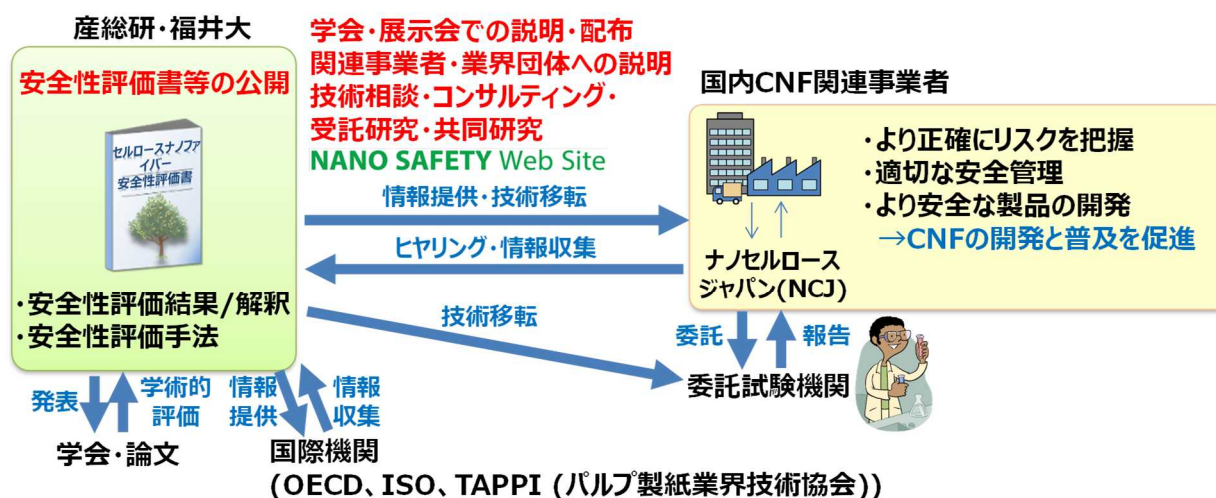 産総研・福井大
安全性評価書等の公開
セルロースナノファ
イバー
安全性評価書
・安全性評価結果/解釈
・安全性評価手法
学会・展示会での説明・配布
関連事業者・業界団体への説明
技術相談・コンサルティング・
受託研究・共同研究
NANO SAFETY Web Site
情報提供・技術移転
ヒヤリング・情報収集
技術移転
国内CNF関連事業者
・より正確にリスクを把握
・適切な安全管理
・より安全な製品の開発
→CNFの開発と普及を促進
ナノセルロース
ジャパン(NCJ)
委託
報告
委託試験機関
発表
学術的
評価
情報
提供
情報
収集
学会・論文
国際機関
(OECD、ISO、TAPPI (パルプ製紙業界技術協会))